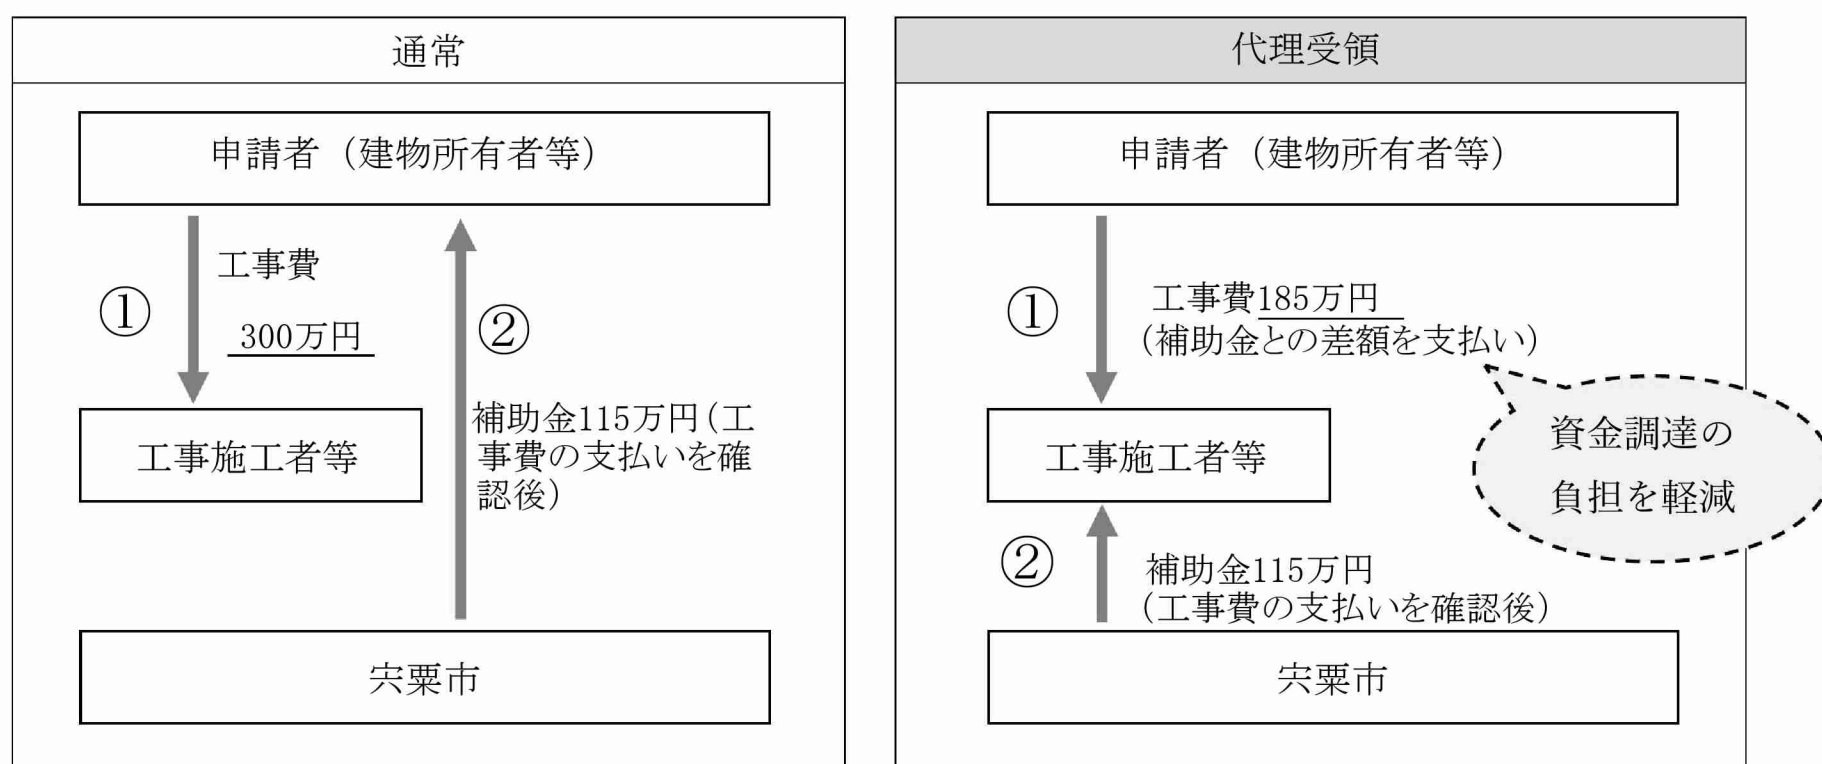 通常
申請者（建物所有者等）
①
工事費
300万円
②
補助金115万円（工
事費の支払いを確
認後）
工事施工者等
宍粟市
代理受領
申請者（建物所有者等）
①
工事費185万円
（補助金との差額を支払い）
資金調達の
負担を軽減
工事施工者等
②
補助金115万円
（工事費の支払いを確認後）
宍粟市